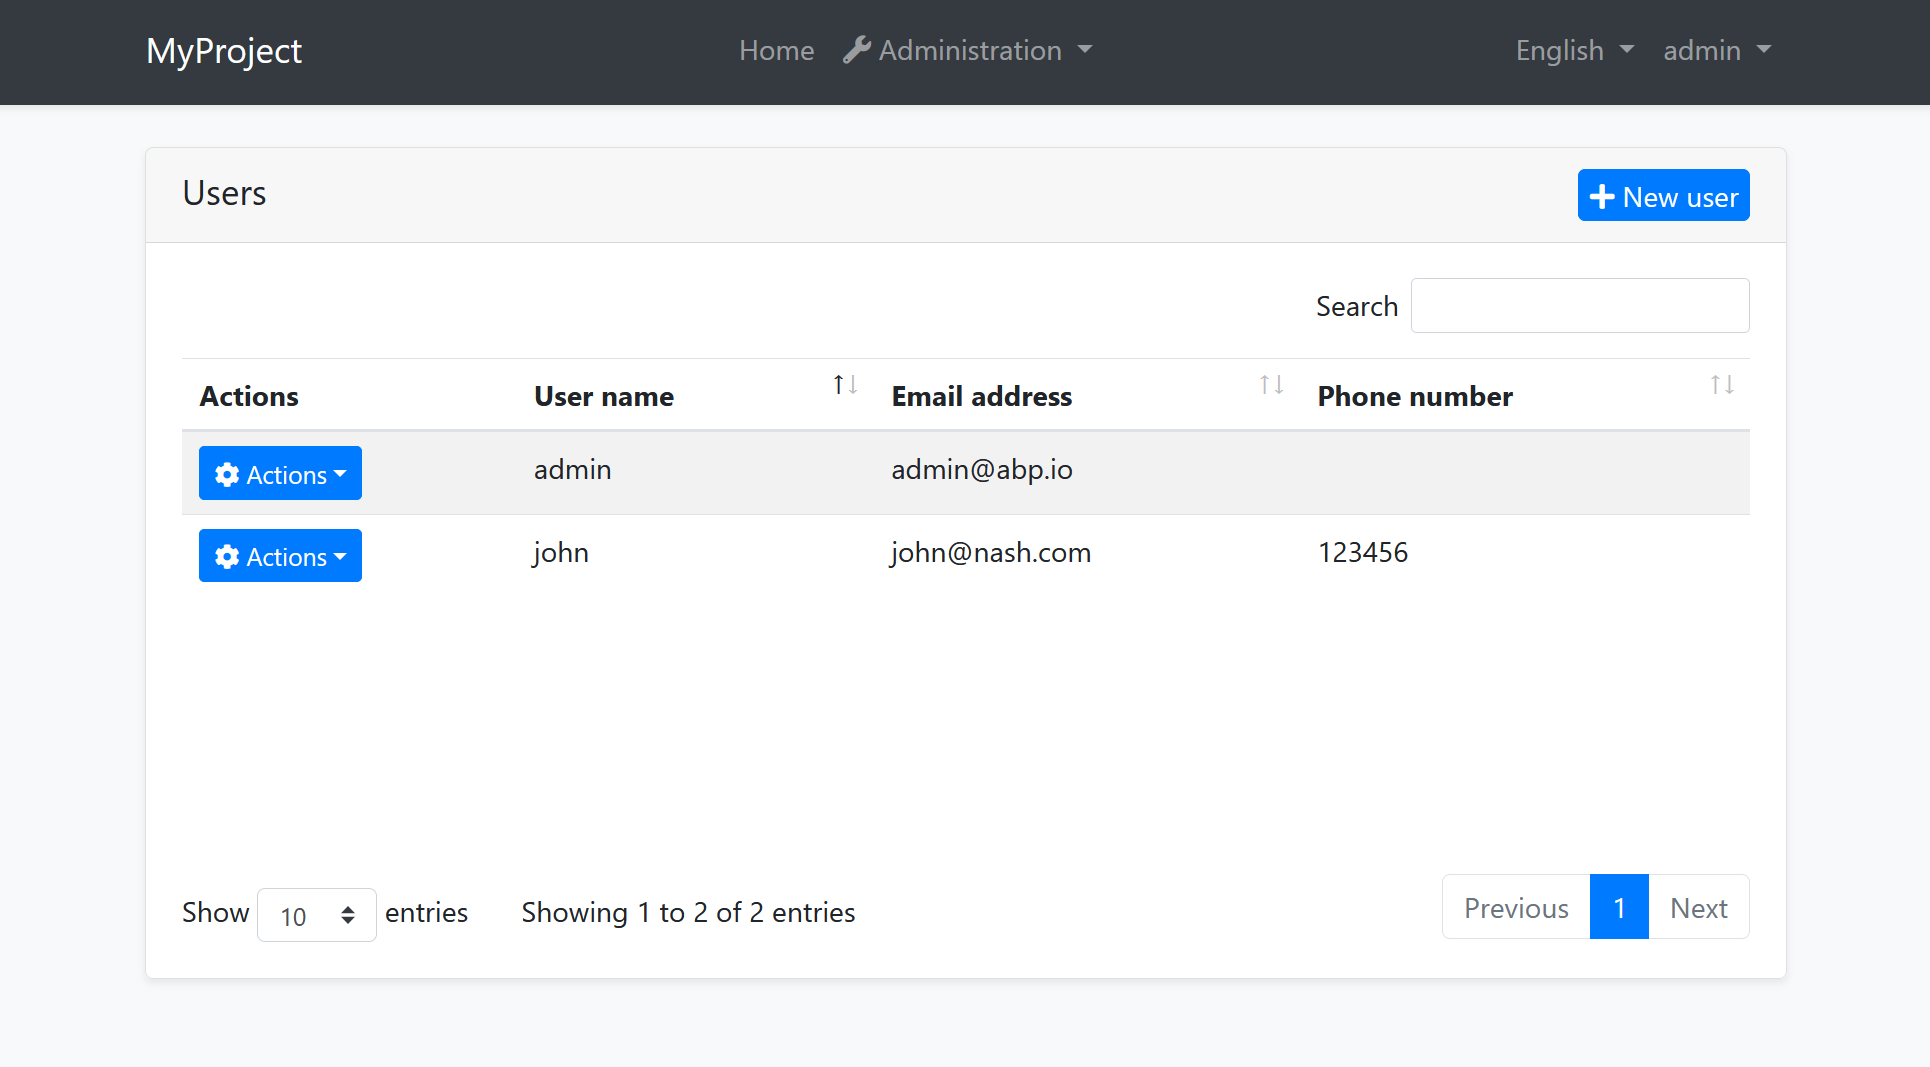 MyProject Home Administration English admin
Users New user
Search
Actions User name Email address Phone number
Actions admin admin@abp.io
Actions john john@nash.com 123456
Show 10 entries Showing 1 to 2 of 2 entries Previous 1 Next